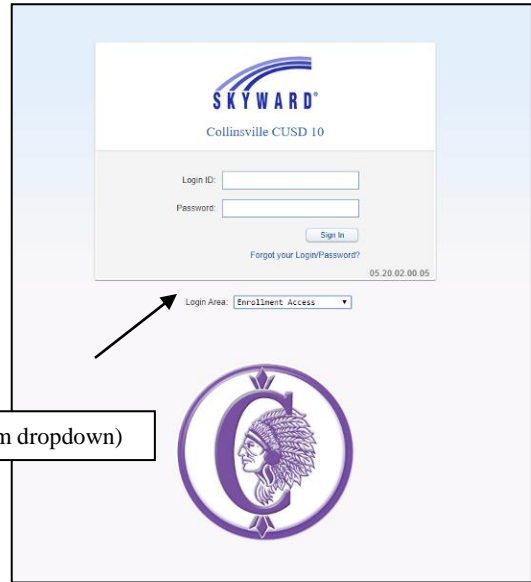 SKYWARD®
Collinsville CUSD 10
Login ID:
Password:
Sign In
Forgot your Login/Password?
05.20.02.00.05
Login Area: Enrollment Access
dropdown)
C